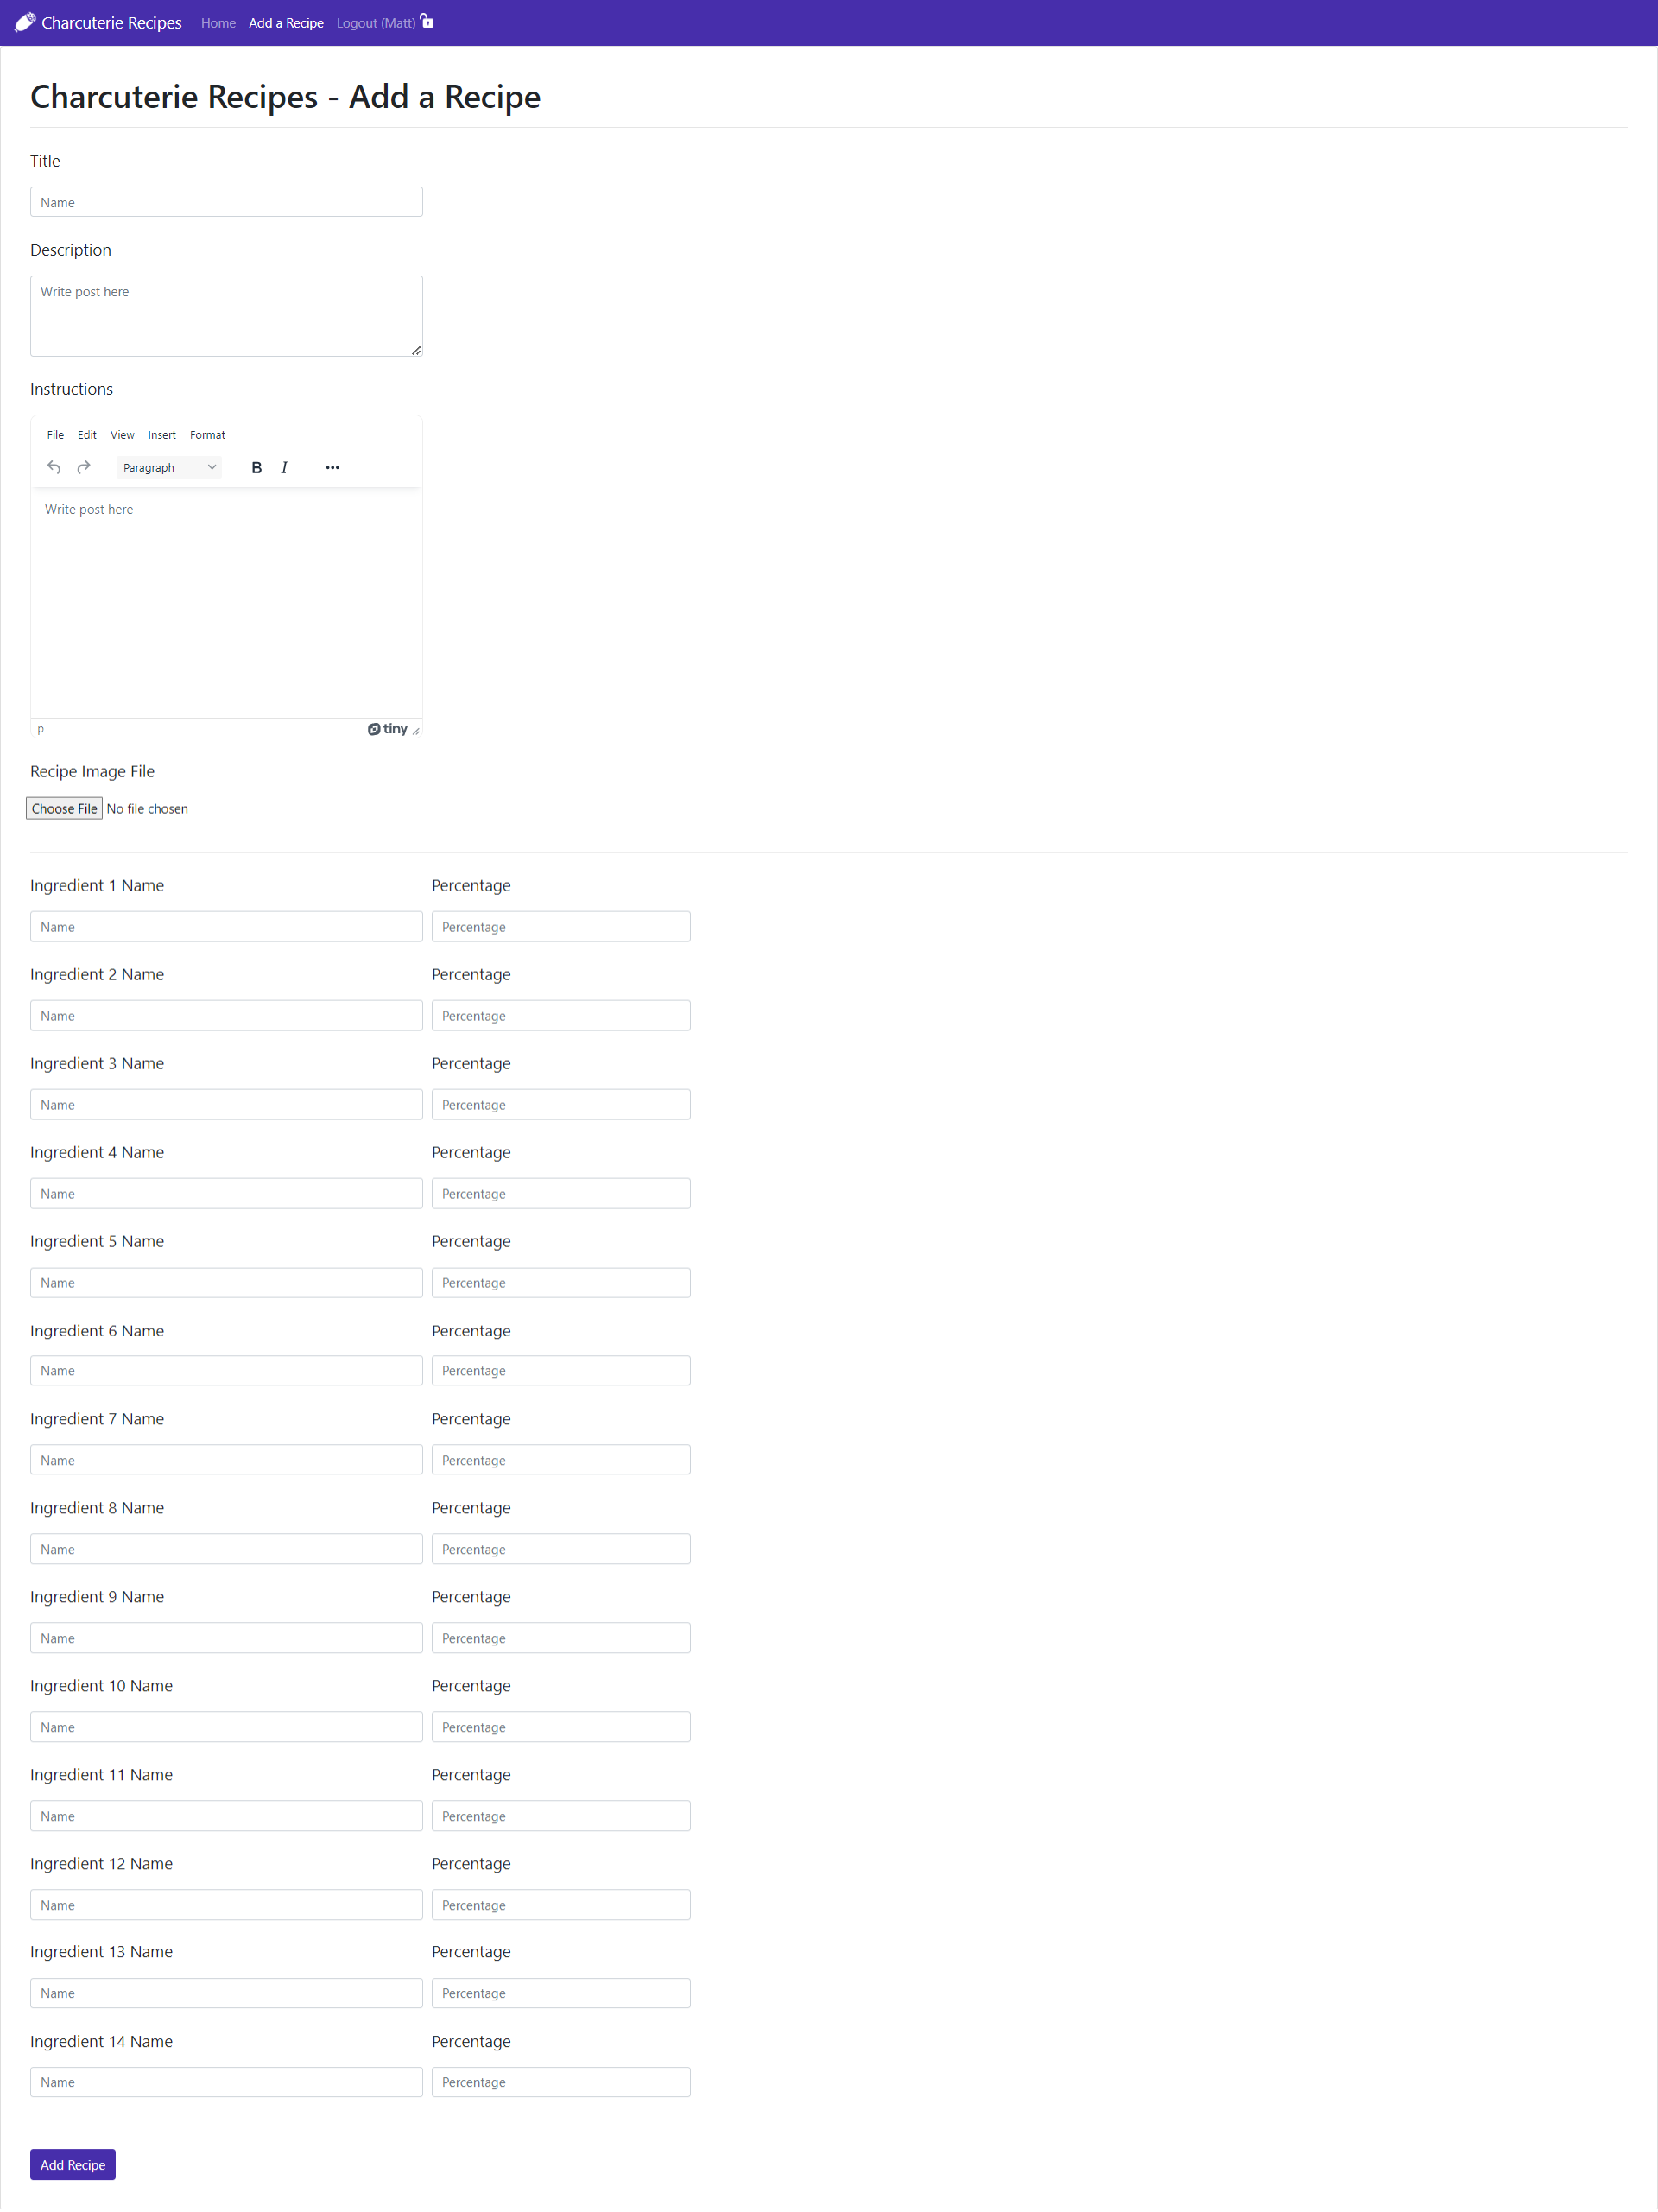 Charcuterie Recipes Home Add a Recipe Logout (Matt)
Charcuterie Recipes - Add a Recipe
Title
Name
Description
Write post here
Instructions
File Edit View Insert Format
Paragraph B I ...
Write post here
p tiny
Recipe Image File
Choose File No file chosen
Ingredient 1 Name Percentage
Name Percentage
Ingredient 2 Name Percentage
Name Percentage
Ingredient 3 Name Percentage
Name Percentage
Ingredient 4 Name Percentage
Name Percentage
Ingredient 5 Name Percentage
Name Percentage
Ingredient 6 Name Percentage
Name Percentage
Ingredient 7 Name Percentage
Name Percentage
Ingredient 8 Name Percentage
Name Percentage
Ingredient 9 Name Percentage
Name Percentage
Ingredient 10 Name Percentage
Name Percentage
Ingredient 11 Name Percentage
Name Percentage
Ingredient 12 Name Percentage
Name Percentage
Ingredient 13 Name Percentage
Name Percentage
Ingredient 14 Name Percentage
Name Percentage
Add Recipe